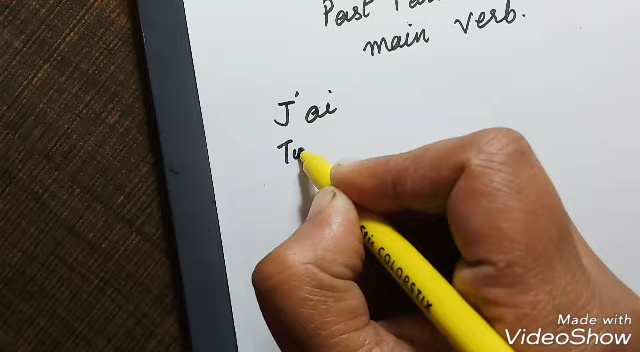 Past
main verb.
J'ai
Tu
COLORSTIX
Made with
VideoShow